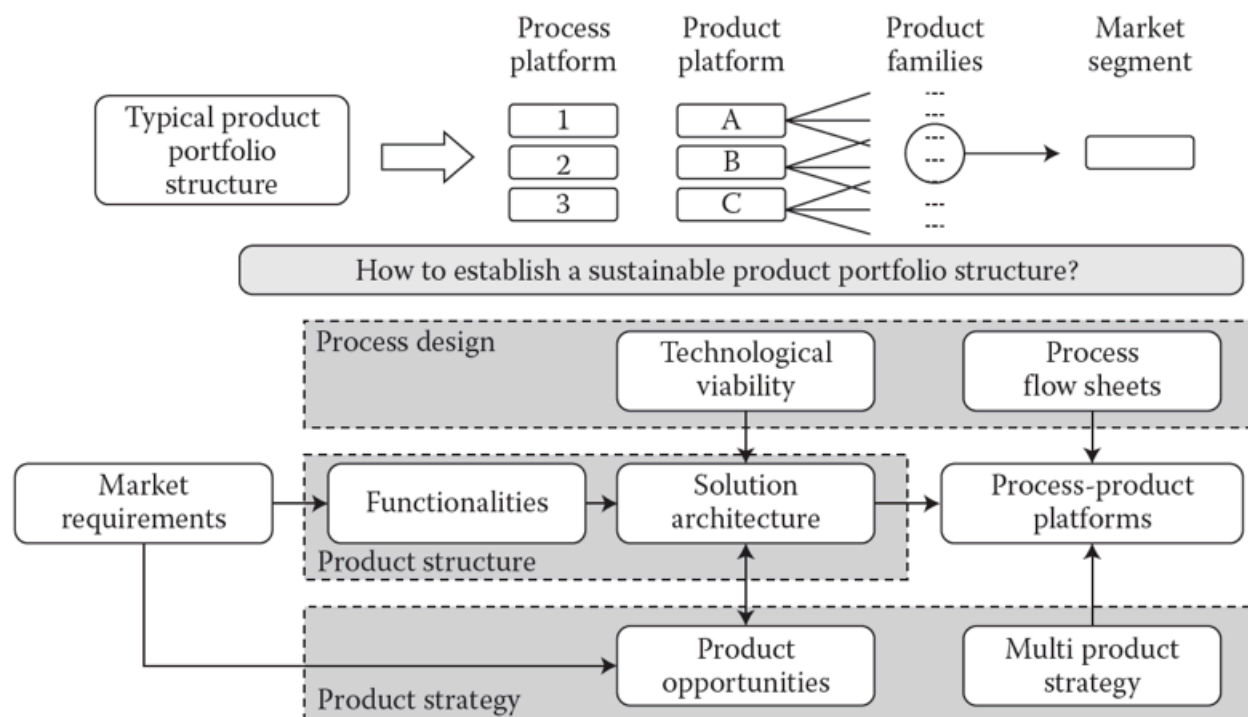 Process
platform
Product
platform
Product
families
Market
segment
Typical product
portfolio
structure
1
2
3
A
B
C
How to establish a sustainable product portfolio structure?
Process design
Technological
viability
Process
flow sheets
Market
requirements
Functionalities
Solution
architecture
Process-product
platforms
Product structure
Product
opportunities
Multi product
strategy
Product strategy